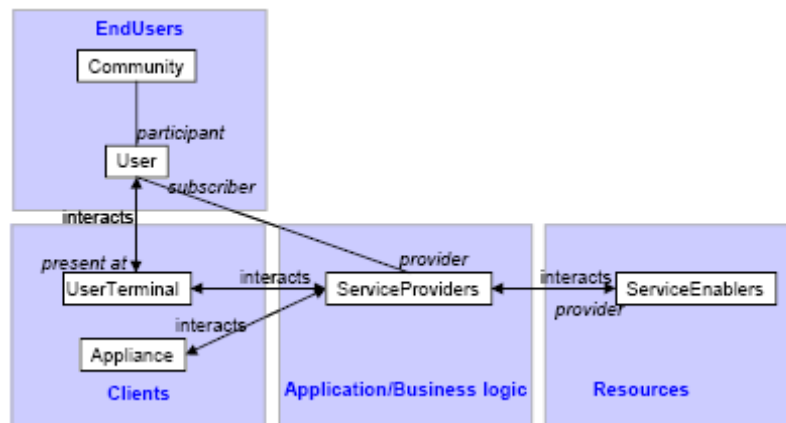 EndUsers
Community
participant
User
subscriber
interacts
present at
provider
UserTerminal
interacts
ServiceProviders
interacts
provider
ServiceEnablers
interacts
Appliance
Clients
Application/Business logic
Resources